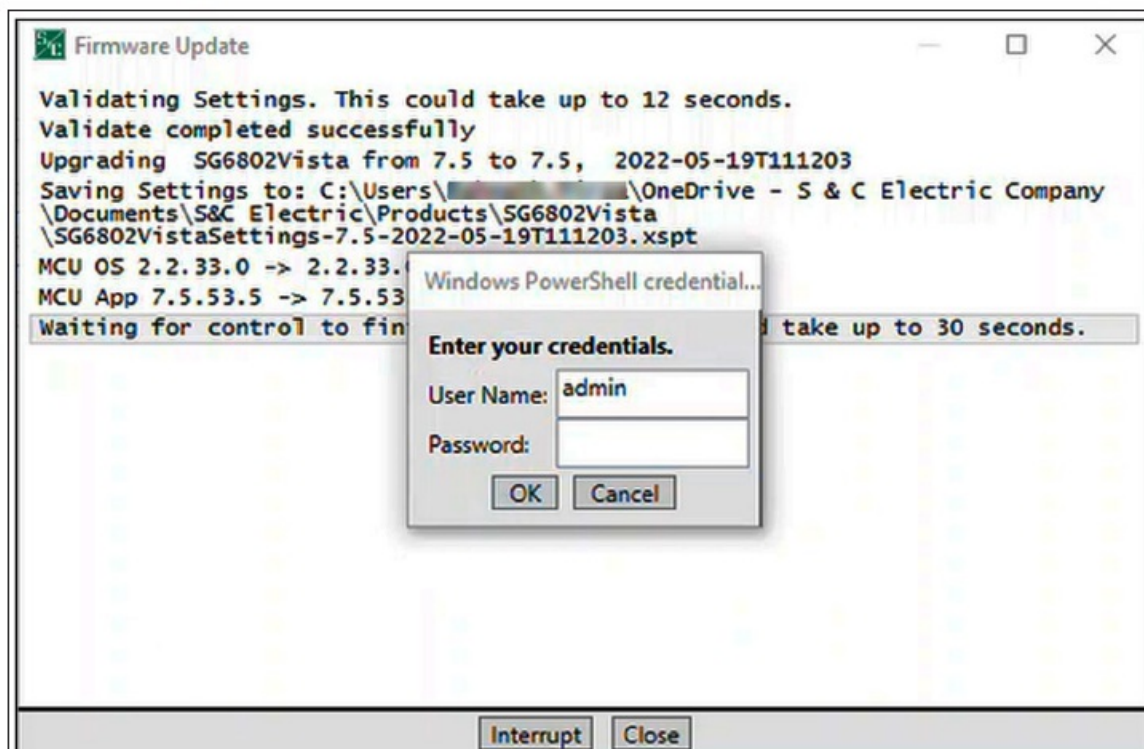 S/C Firmware Update
Validating Settings. This could take up to 12 seconds.
Validate completed successfully
Upgrading SG6802Vista from 7.5 to 7.5, 2022-05-19T111203
Saving Settings to: C:\Users\ \OneDrive - S & C Electric Company
\Documents\S&C Electric\Products\SG6802Vista
\SG6802VistaSettings-7.5-2022-05-19T111203.xspt
MCU OS 2.2.33.0 -> 2.2.33.
MCU App 7.5.53.5 -> 7.5.53
Waiting for control to fin
take up to 30 seconds.
Windows PowerShell credential...
Enter your credentials.
User Name: admin
Password:
OK Cancel
Interrupt Close